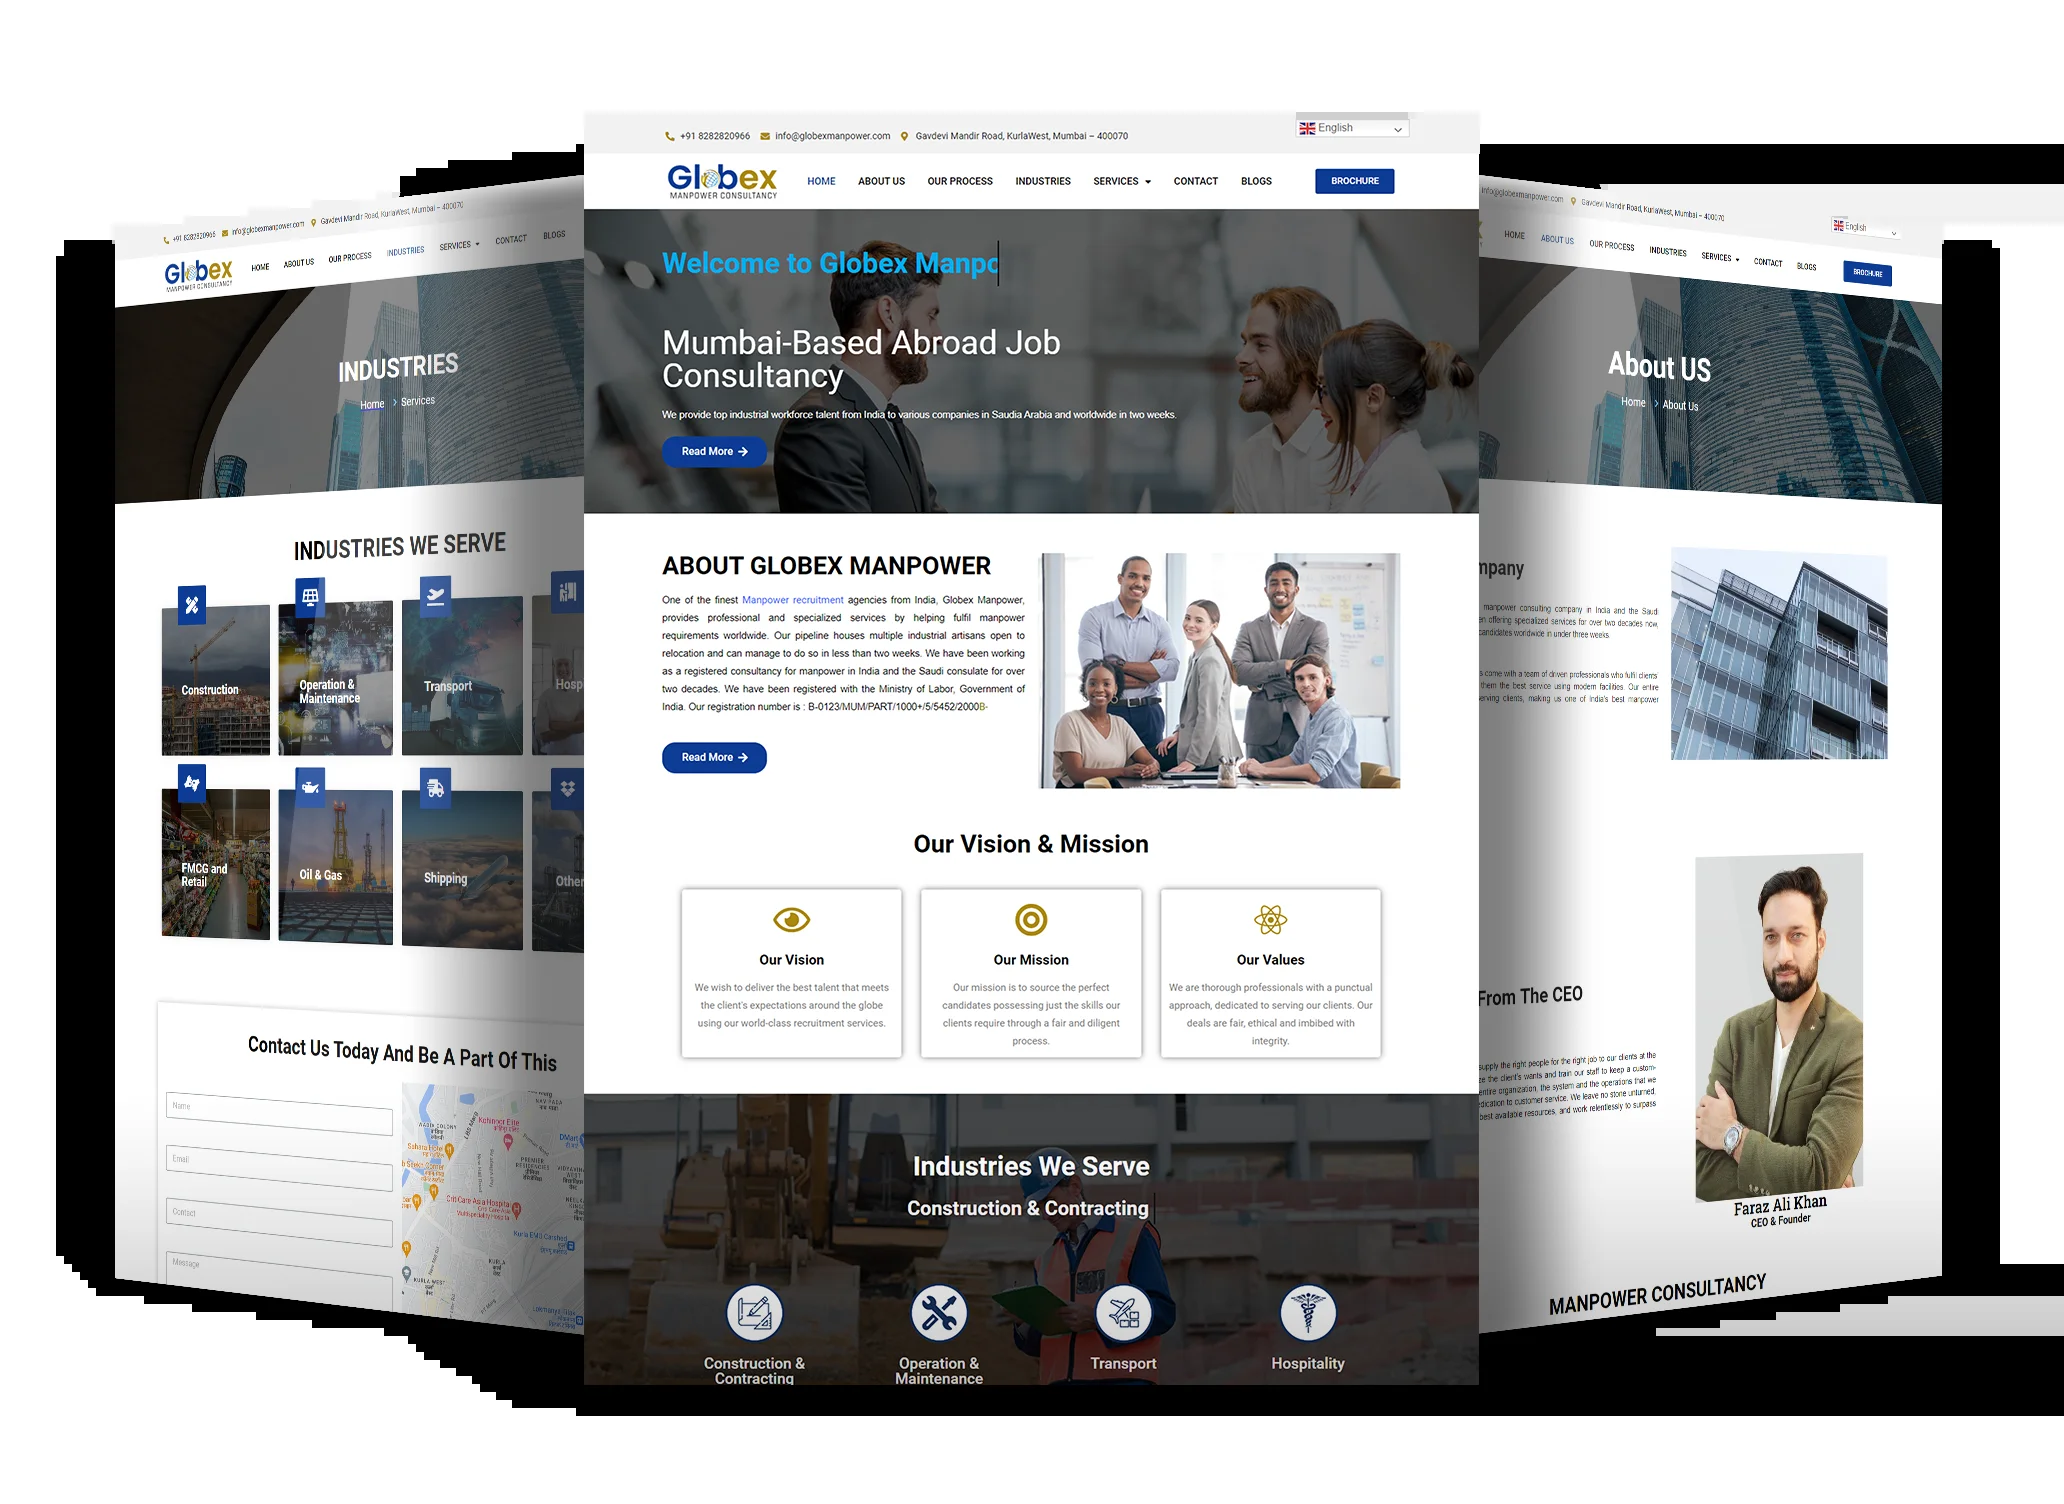 +91 8282820966 info@globexmanpower.com Gavdevi Mandir Road, KurlaWest, Mumbai – 400070
Globex
MANPOWER CONSULTANCY
HOME ABOUT US OUR PROCESS INDUSTRIES SERVICES CONTACT BLOGS
INDUSTRIES
Home > Services
INDUSTRIES WE SERVE
Construction
Operation &
Maintenance
Transport
Hosp
FMCG and
Retail
Oil & Gas
Shipping
Other
Contact Us Today And Be A Part Of This
Name
Email
Contact
Message
Kohinoor Elite
DMart
PREMIER
RESIDENCIES
CritiCare Asia Hospital
Multispeciality Hospital
KURLA
KURLA WEST
+91 8282820966 info@globexmanpower.com Gavdevi Mandir Road, KurlaWest, Mumbai – 400070
English
Globex
MANPOWER CONSULTANCY
HOME ABOUT US OUR PROCESS INDUSTRIES SERVICES CONTACT BLOGS BROCHURE
Welcome to Globex Manpo
Mumbai-Based Abroad Job
Consultancy
We provide top industrial workforce talent from India to various companies in Saudia Arabia and worldwide in two weeks.
Read More →
ABOUT GLOBEX MANPOWER
One of the finest Manpower recruitment agencies from India, Globex Manpower,
provides professional and specialized services by helping fulfil manpower
requirements worldwide. Our pipeline houses multiple industrial artisans open to
relocation and can manage to do so in less than two weeks. We have been working
as a registered consultancy for manpower in India and the Saudi consulate for over
two decades. We have been registered with the Ministry of Labor, Government of
India. Our registration number is : B-0123/MUM/PART/1000+/5/5452/2000B-
Read More →
Our Vision & Mission
Our Vision
We wish to deliver the best talent that meets
the client's expectations around the globe
using our world-class recruitment services.
Our Mission
Our mission is to source the perfect
candidates possessing just the skills our
clients require through a fair and diligent
process.
Our Values
We are thorough professionals with a punctual
approach, dedicated to serving our clients. Our
deals are fair, ethical and imbibed with
integrity.
Industries We Serve
Construction & Contracting
Construction &
Contracting
Operation &
Maintenance
Transport
Hospitality
info@globexmanpower.com Gavdevi Mandir Road, KurlaWest, Mumbai – 400070
English
HOME ABOUT US OUR PROCESS INDUSTRIES SERVICES CONTACT BLOGS BROCHURE
About US
Home > About Us
mpany
manpower consulting company in India and the Saudi
n offering specialized services for over two decades now,
candidates worldwide in under three weeks.
s come with a team of driven professionals who fulfil clients'
them the best service using modern facilities. Our entire
erving clients, making us one of India's best manpower
From The CEO
supply the right people for the right job to our clients at the
ze the client's wants and train our staff to keep a custom-
entire organization, the system and the operations that we
dication to customer service. We leave no stone unturned,
best available resources, and work relentlessly to surpass
Faraz Ali Khan
CEO & Founder
MANPOWER CONSULTANCY